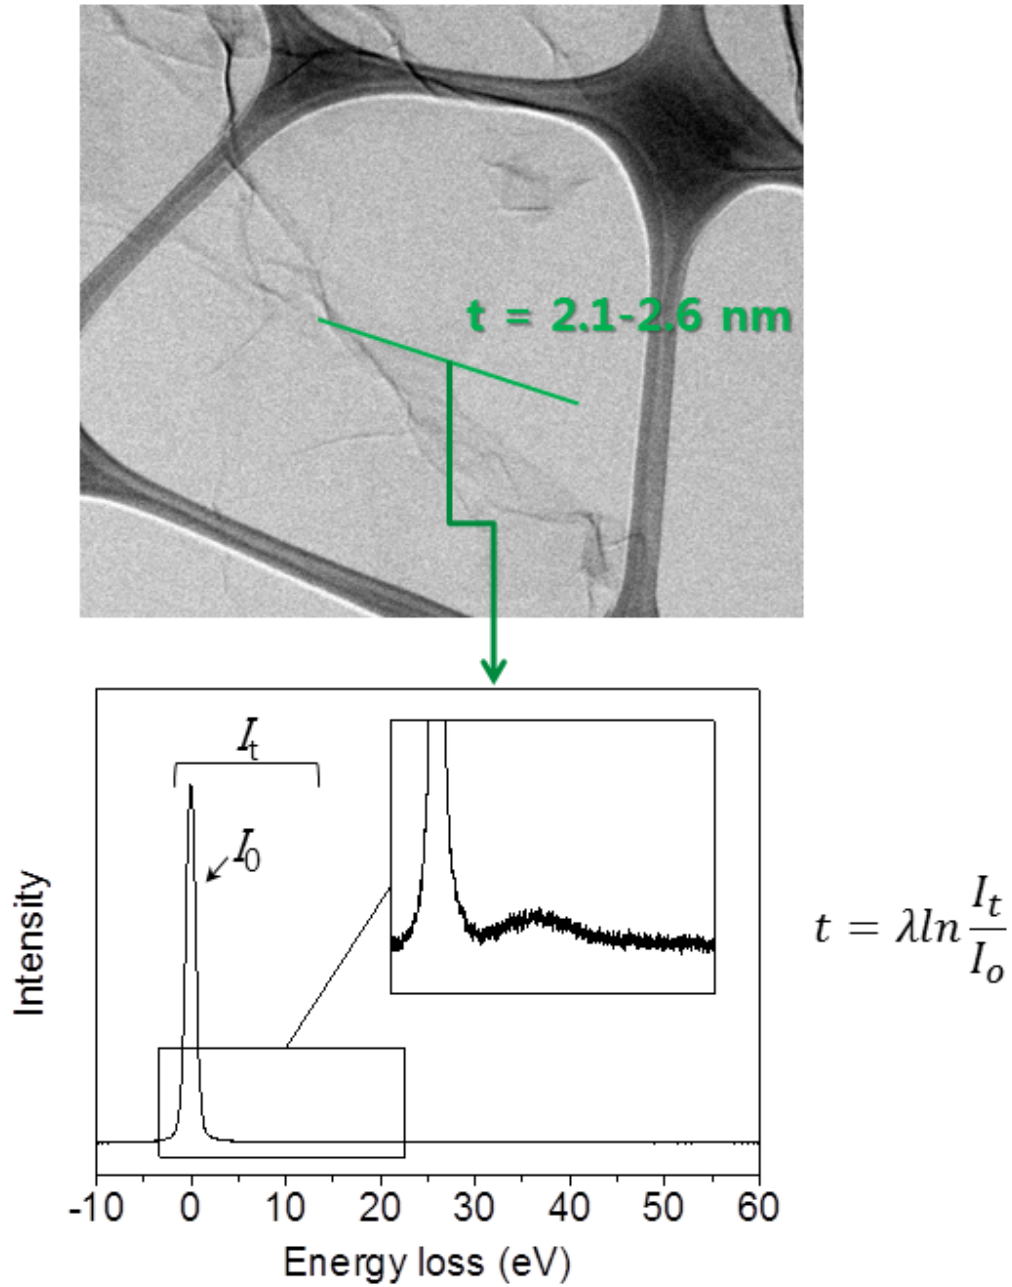 t = 2.1-2.6 nm
It
I0
Intensity
t = λln It/Io
-10 0 10 20 30 40 50 60
Energy loss (eV)